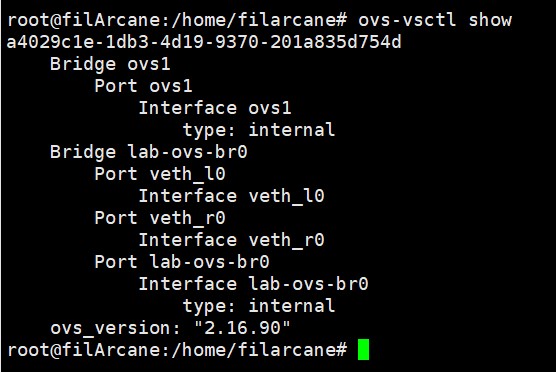 root@filArcane:/home/filarcane# ovs-vsctl show
a4029c1e-1db3-4d19-9370-201a835d754d
    Bridge ovs1
        Port ovs1
            Interface ovs1
                type: internal
    Bridge lab-ovs-br0
        Port veth_l0
            Interface veth_l0
        Port veth_r0
            Interface veth_r0
        Port lab-ovs-br0
            Interface lab-ovs-br0
                type: internal
    ovs_version: "2.16.90"
root@filArcane:/home/filarcane#